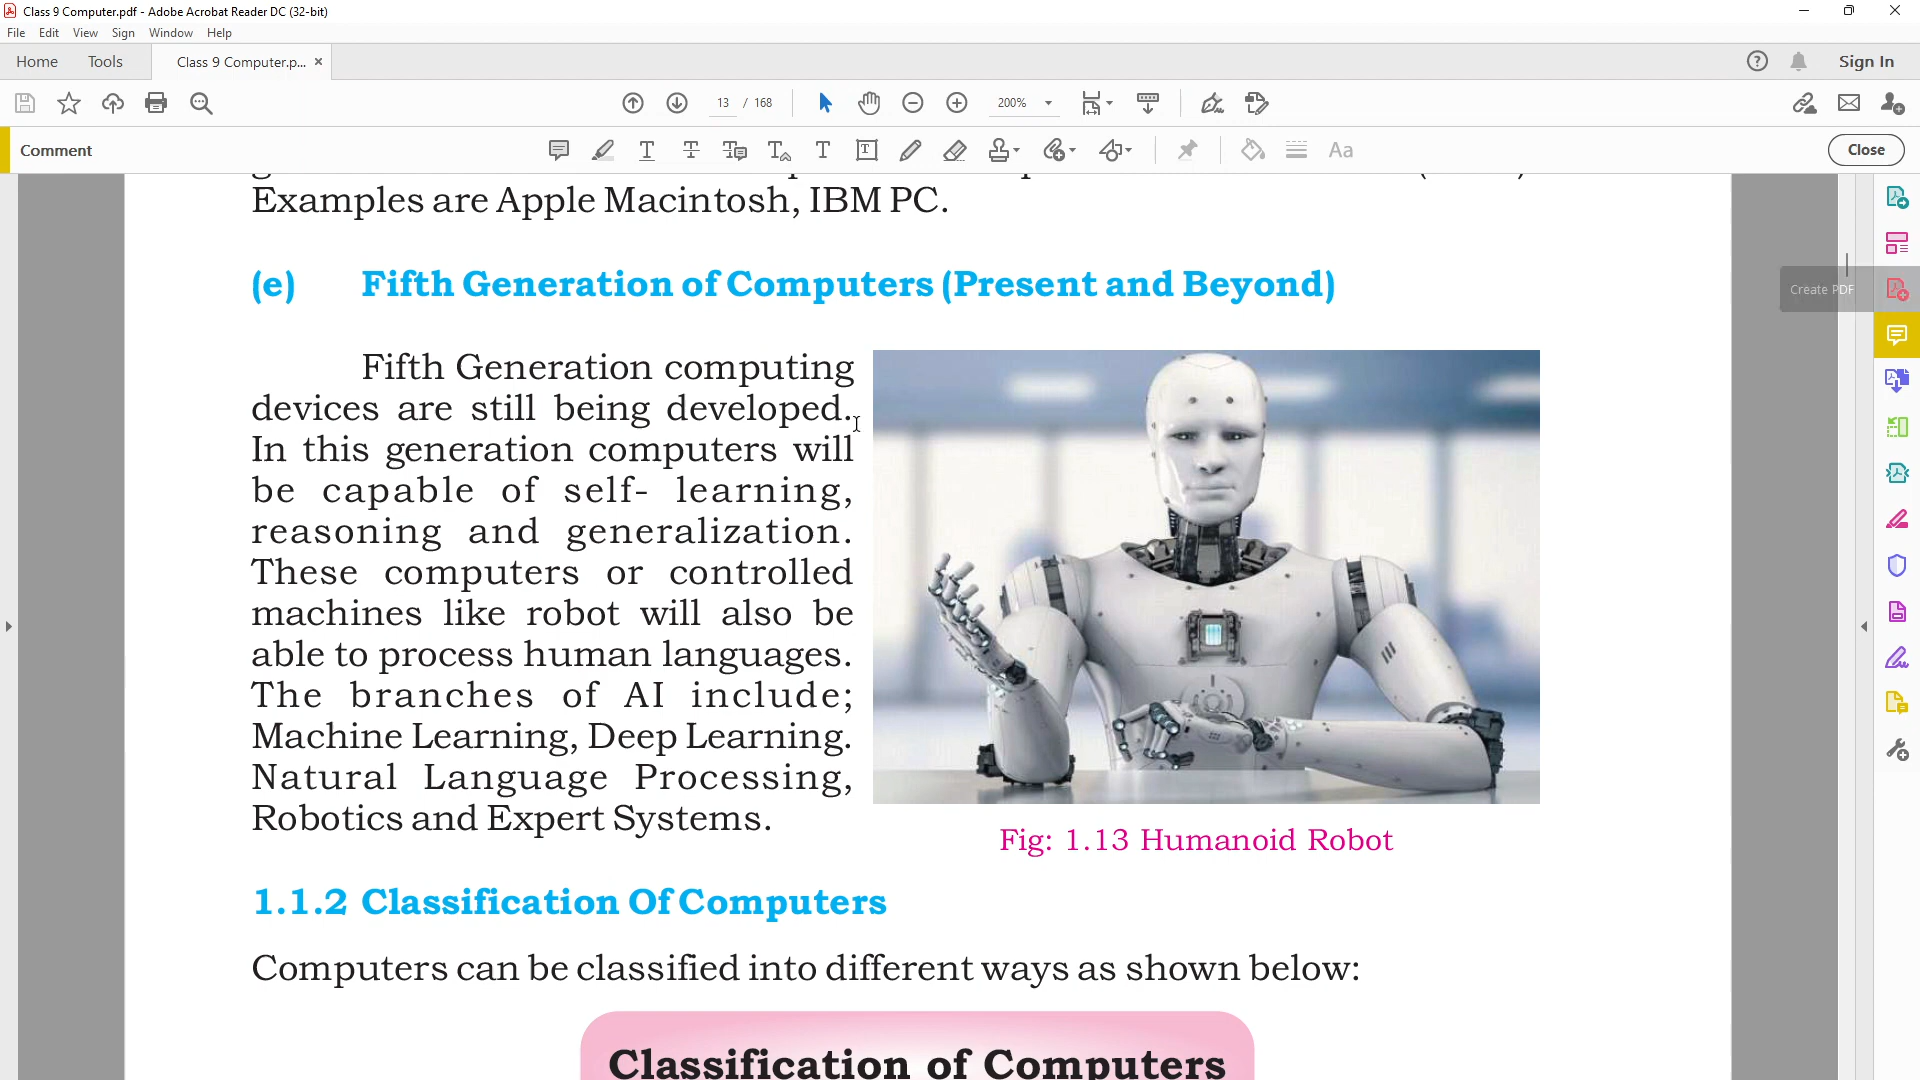 Class 9 Computer.pdf - Adobe Acrobat Reader DC (32-bit)
File Edit View Sign Window Help
Home Tools Class 9 Computer.p... × Sign In
13 / 168 200%
Comment Close
Examples are Apple Macintosh, IBM PC.
(e) Fifth Generation of Computers (Present and Beyond)
Create PDF
Fifth Generation computing
devices are still being developed.
In this generation computers will
be capable of self- learning,
reasoning and generalization.
These computers or controlled
machines like robot will also be
able to process human languages.
The branches of AI include;
Machine Learning, Deep Learning.
Natural Language Processing,
Robotics and Expert Systems.
Fig: 1.13 Humanoid Robot
1.1.2 Classification Of Computers
Computers can be classified into different ways as shown below:
Classification of Computers